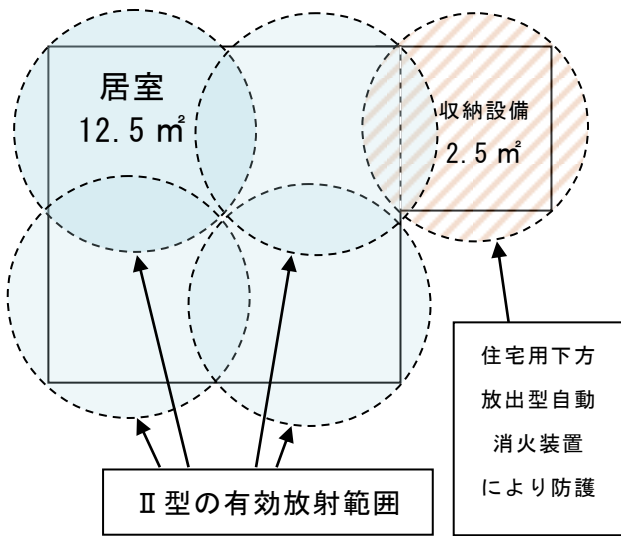 居室
12.5 ㎡
収納設備
2.5 ㎡
Ⅱ型の有効放射範囲
住宅用下方
放出型自動
消火装置
により防護